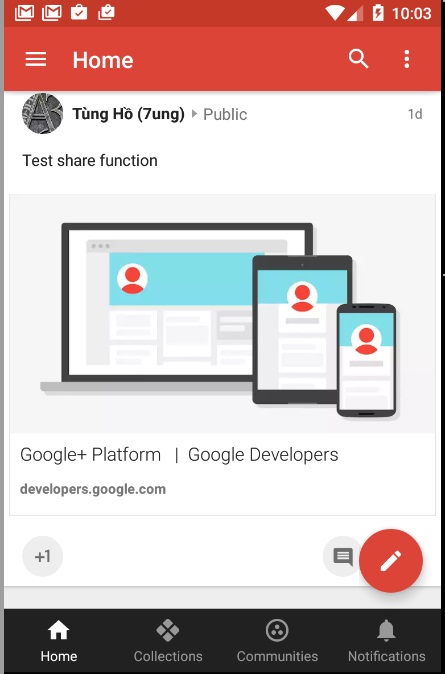 10:03
Home
Tùng Hồ (7ung) Public 1d
Test share function
Google+ Platform | Google Developers
developers.google.com
+1
Home Collections Communities Notifications